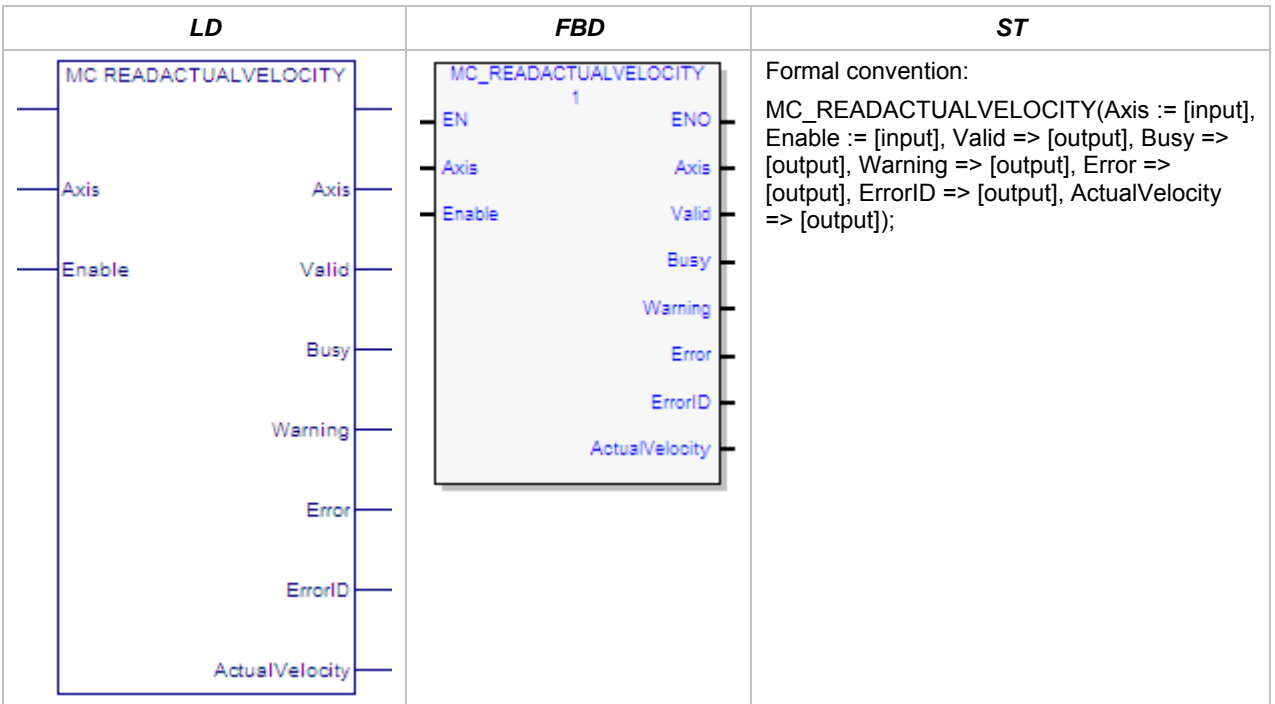 LD
FBD
ST
MC READACTUALVELOCITY
Axis
Axis
Enable
Valid
Busy
Warning
Error
ErrorID
ActualVelocity
MC_READACTUALVELOCITY
1
EN
ENO
Axis
Axis
Enable
Valid
Busy
Warning
Error
ErrorID
ActualVelocity
Formal convention:
MC_READACTUALVELOCITY(Axis := [input],
Enable := [input], Valid => [output], Busy =>
[output], Warning => [output], Error =>
[output], ErrorID => [output], ActualVelocity
=> [output]);